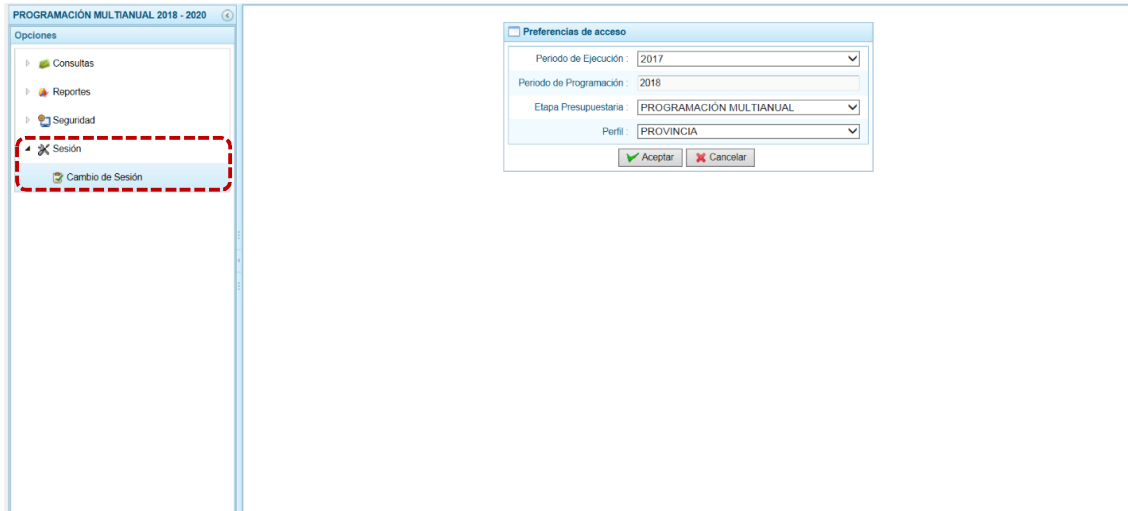 PROGRAMACIÓN MULTIANUAL 2018 - 2020
Opciones
Consultas
Reportes
Seguridad
Sesión
Cambio de Sesión
Preferencias de acceso
Periodo de Ejecución : 2017
Periodo de Programación : 2018
Etapa Presupuestaria : PROGRAMACIÓN MULTIANUAL
Perfil : PROVINCIA
Aceptar Cancelar